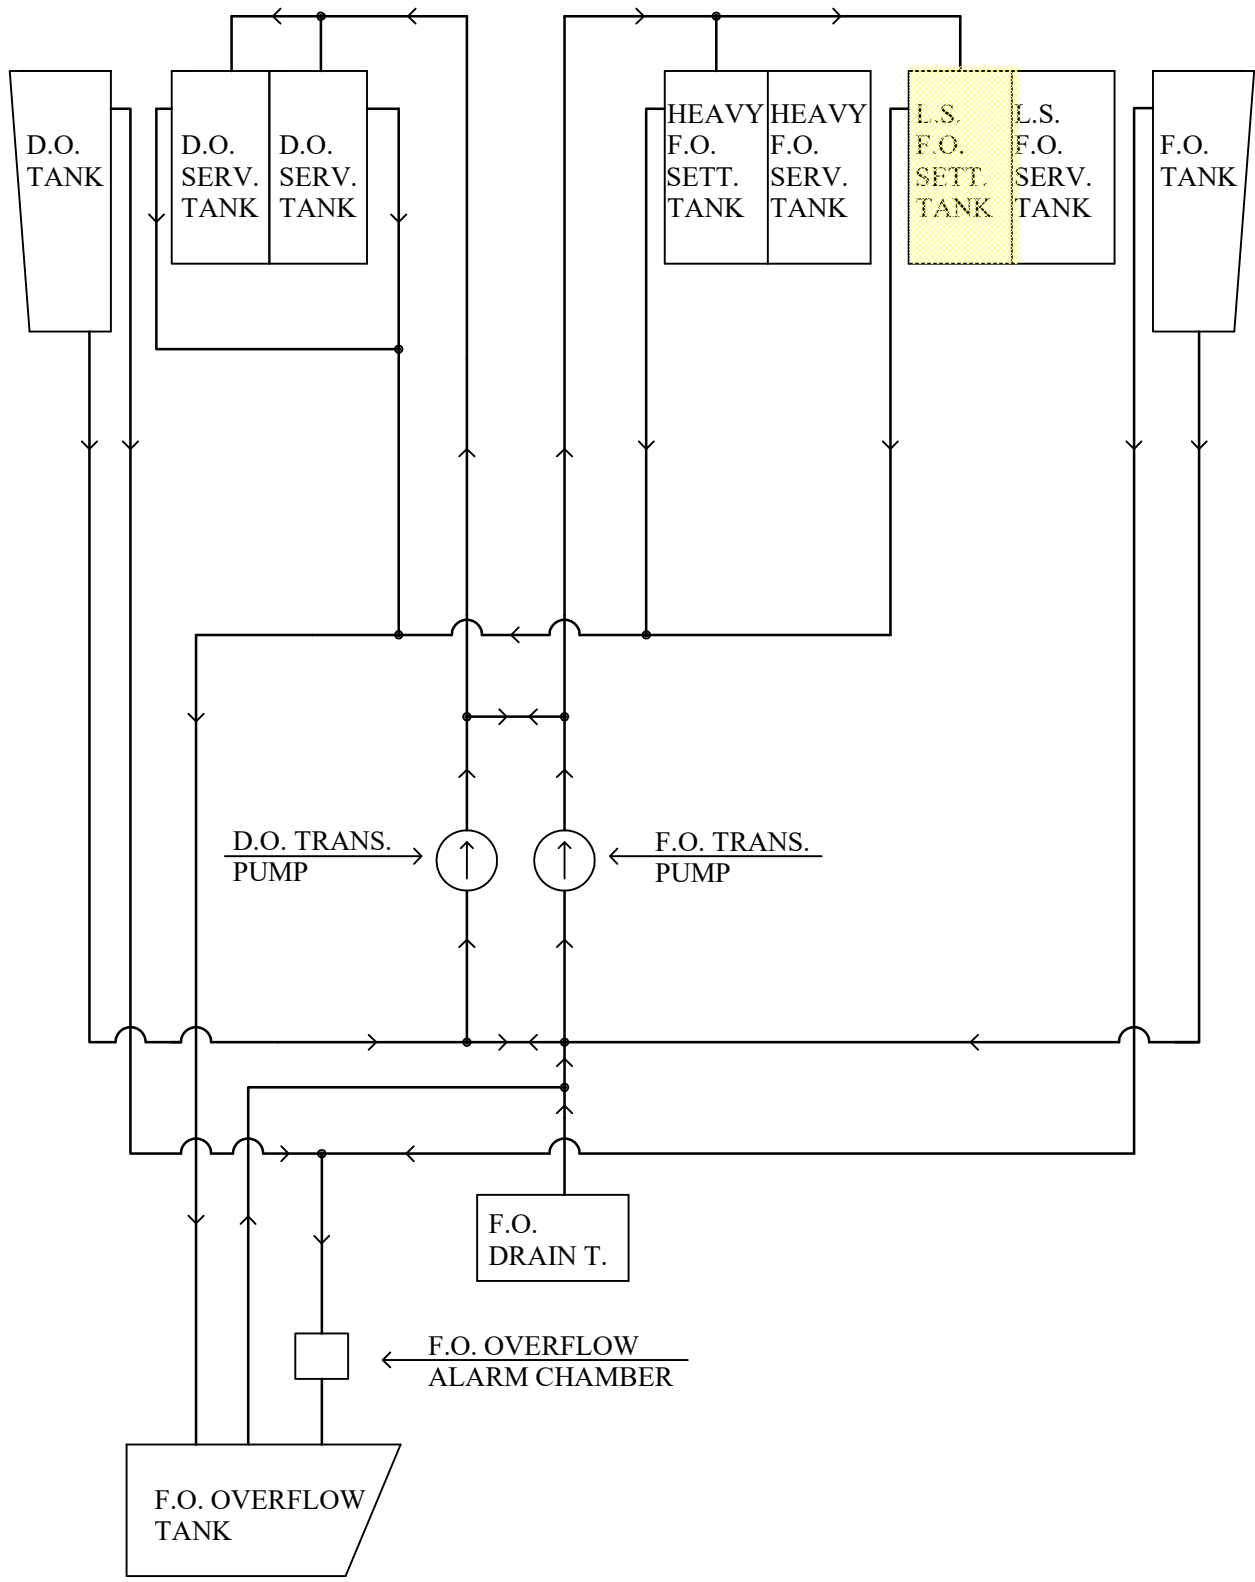 D.O.
TANK
D.O.
SERV.
TANK
D.O.
SERV.
TANK
HEAVY
F.O.
SETT.
TANK
HEAVY
F.O.
SERV.
TANK
L.S.
F.O.
SETT.
TANK
L.S.
F.O.
SERV.
TANK
F.O.
TANK
D.O. TRANS.
PUMP
F.O. TRANS.
PUMP
F.O.
DRAIN T.
F.O. OVERFLOW
ALARM CHAMBER
F.O. OVERFLOW
TANK